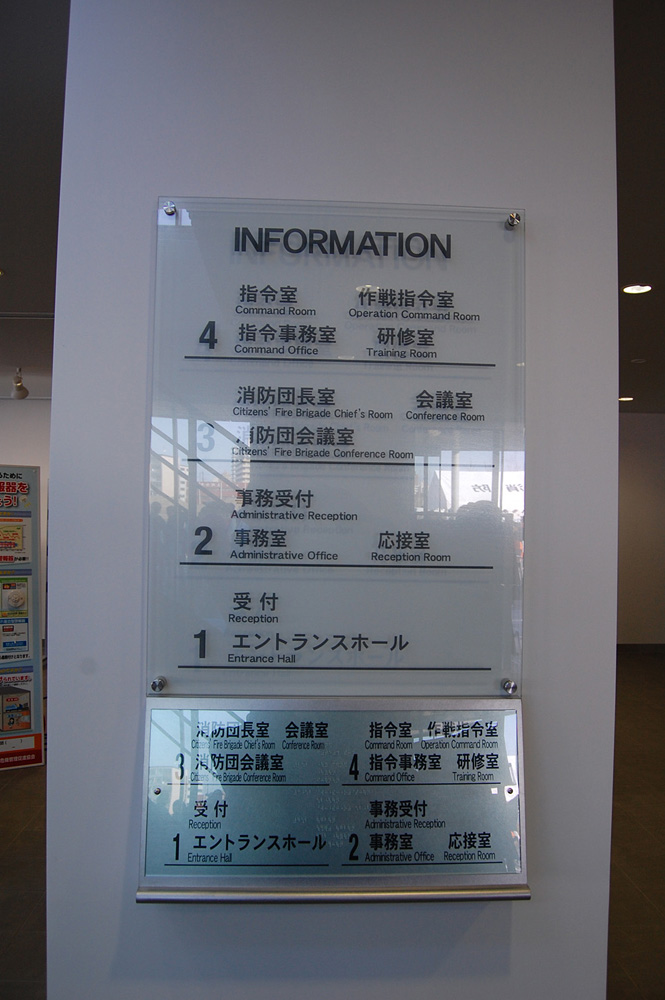 INFORMATION
指令室 作戦指令室
Command Room Operation Command Room
4 指令事務室 研修室
Command Office Training Room
消防団長室 会議室
Citizens' Fire Brigade Chief's Room Conference Room
3 消防団会議室
Citizens' Fire Brigade Conference Room
事務受付
Administrative Reception
2 事務室 応接室
Administrative Office Reception Room
受付
Reception
1 エントランスホール
Entrance Hall
消防団長室 会議室
Citizens' Fire Brigade Chief's Room Conference Room
3 消防団会議室
Citizens' Fire Brigade Conference Room
指令室 作戦指令室
Command Room Operation Command Room
4 指令事務室 研修室
Command Office Training Room
受付
Reception
1 エントランスホール
Entrance Hall
事務受付
Administrative Reception
2 事務室 応接室
Administrative Office Reception Room